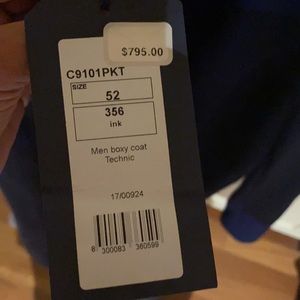 $795.00
C9101PKT
SIZE
52
356
ink
Men boxy coat
Technic
17/00924
8 300083 360599